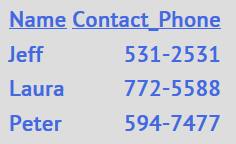 Name Contact_Phone
Jeff 531-2531
Laura 772-5588
Peter 594-7477